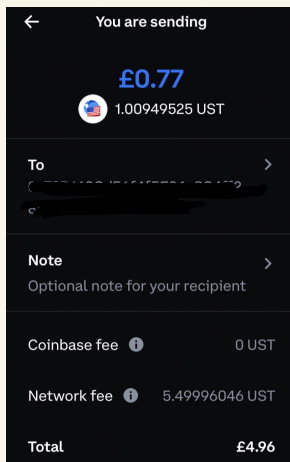 You are sending
£0.77
1.00949525 UST
To
Note
Optional note for your recipient
Coinbase fee 0 UST
Network fee 5.49996046 UST
Total £4.96